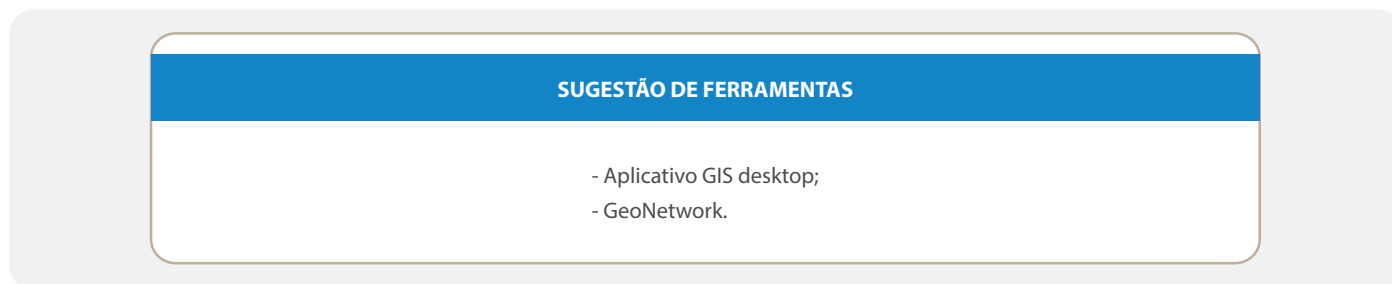 SUGESTÃO DE FERRAMENTAS
- Aplicativo GIS desktop;
- GeoNetwork.